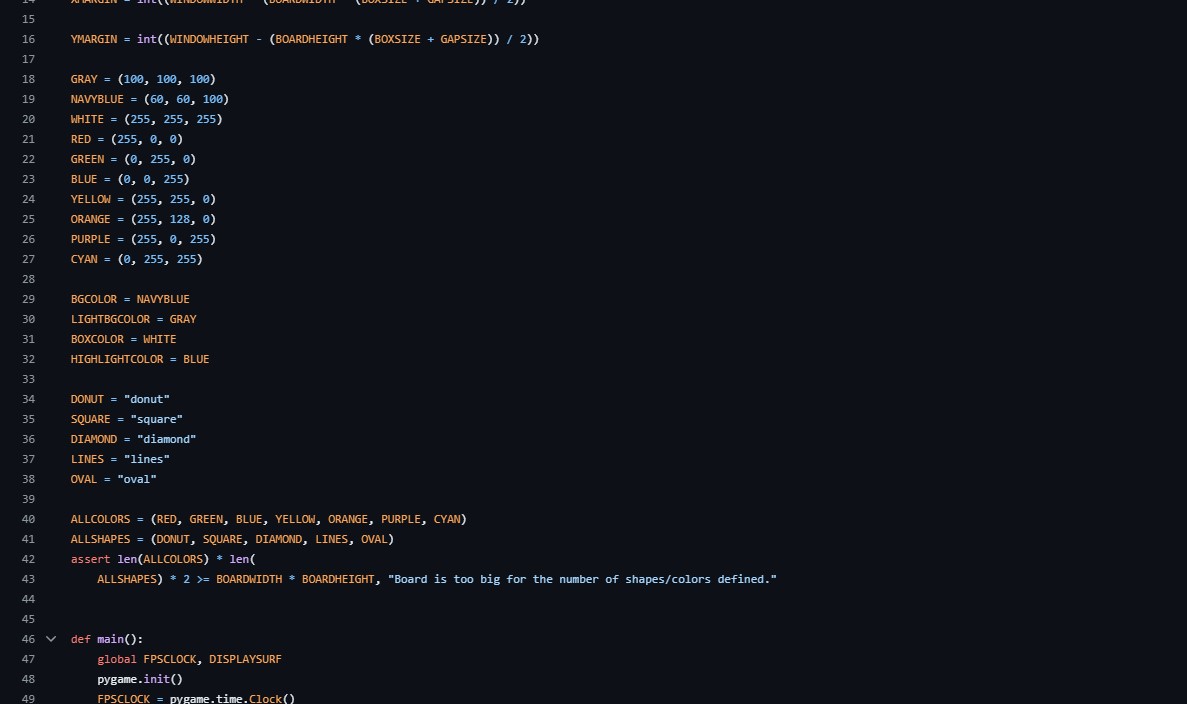 14 XMARGIN = int((WINDOWWIDTH - (BOARDWIDTH * (BOXSIZE + GAPSIZE)) / 2))
15
16 YMARGIN = int((WINDOWHEIGHT - (BOARDHEIGHT * (BOXSIZE + GAPSIZE)) / 2))
17
18 GRAY = (100, 100, 100)
19 NAVYBLUE = (60, 60, 100)
20 WHITE = (255, 255, 255)
21 RED = (255, 0, 0)
22 GREEN = (0, 255, 0)
23 BLUE = (0, 0, 255)
24 YELLOW = (255, 255, 0)
25 ORANGE = (255, 128, 0)
26 PURPLE = (255, 0, 255)
27 CYAN = (0, 255, 255)
28
29 BGCOLOR = NAVYBLUE
30 LIGHTBGCOLOR = GRAY
31 BOXCOLOR = WHITE
32 HIGHLIGHTCOLOR = BLUE
33
34 DONUT = "donut"
35 SQUARE = "square"
36 DIAMOND = "diamond"
37 LINES = "lines"
38 OVAL = "oval"
39
40 ALLCOLORS = (RED, GREEN, BLUE, YELLOW, ORANGE, PURPLE, CYAN)
41 ALLSHAPES = (DONUT, SQUARE, DIAMOND, LINES, OVAL)
42 assert len(ALLCOLORS) * len(
43     ALLSHAPES) * 2 >= BOARDWIDTH * BOARDHEIGHT, "Board is too big for the number of shapes/colors defined."
44
45
46 def main():
47     global FPSCLOCK, DISPLAYSURF
48     pygame.init()
49     FPSCLOCK = pygame.time.Clock()